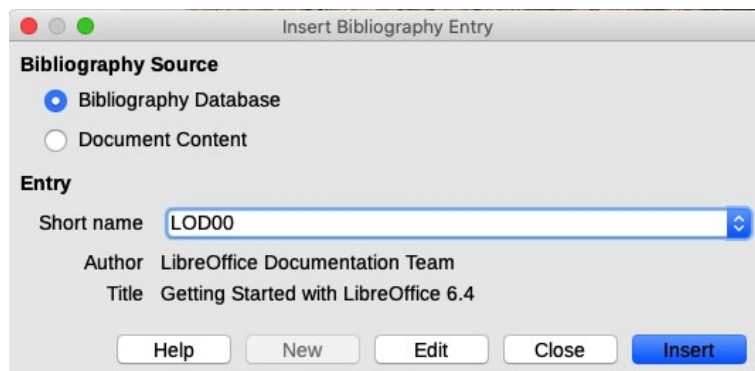 Insert Bibliography Entry
Bibliography Source
Bibliography Database
Document Content
Entry
Short name LOD00
Author LibreOffice Documentation Team
Title Getting Started with LibreOffice 6.4
Help New Edit Close Insert